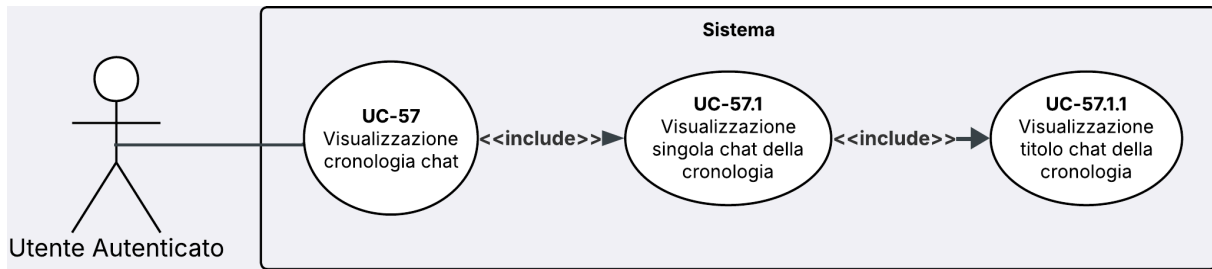 Sistema
UC-57
Visualizzazione
cronologia chat
<<include>>
UC-57.1
Visualizzazione
singola chat della
cronologia
<<include>>
UC-57.1.1
Visualizzazione
titolo chat della
cronologia
Utente Autenticato